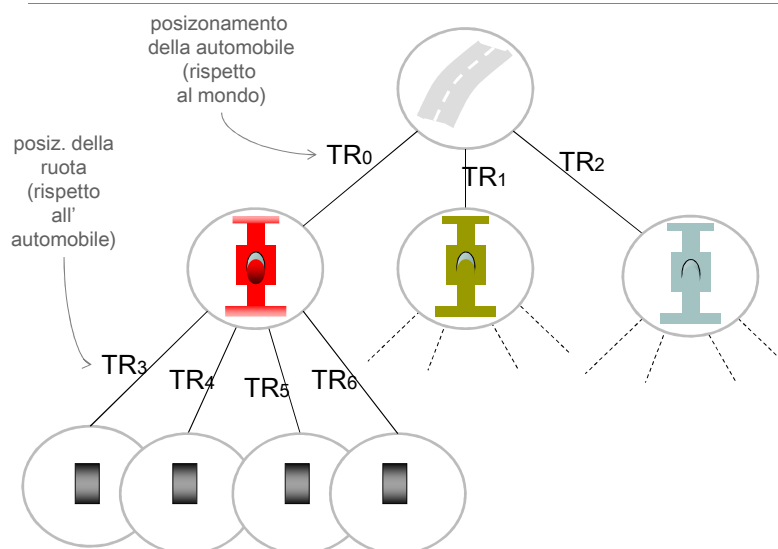 posizonamento
della automobile
(rispetto
al mondo)
posiz. della
ruota
(rispetto
all'
automobile)
TR0
TR1
TR2
TR3
TR4
TR5
TR6